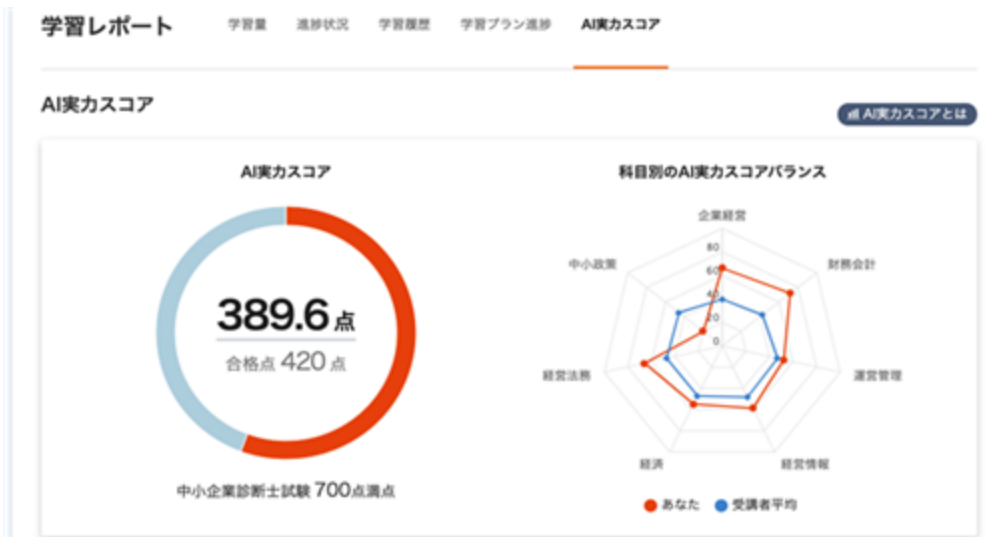 学習レポート 学習量 進捗状況 学習履歴 学習プラン進捗 AI実力スコア
AI実力スコア
AI実力スコアとは
AI実力スコア
389.6点
合格点 420 点
中小企業診断士試験 700点満点
科目別のAI実力スコアバランス
企業経営
80
60
40
20
0
財務会計
運営管理
経営情報
経済
経営法務
中小政策
あなた 受講者平均